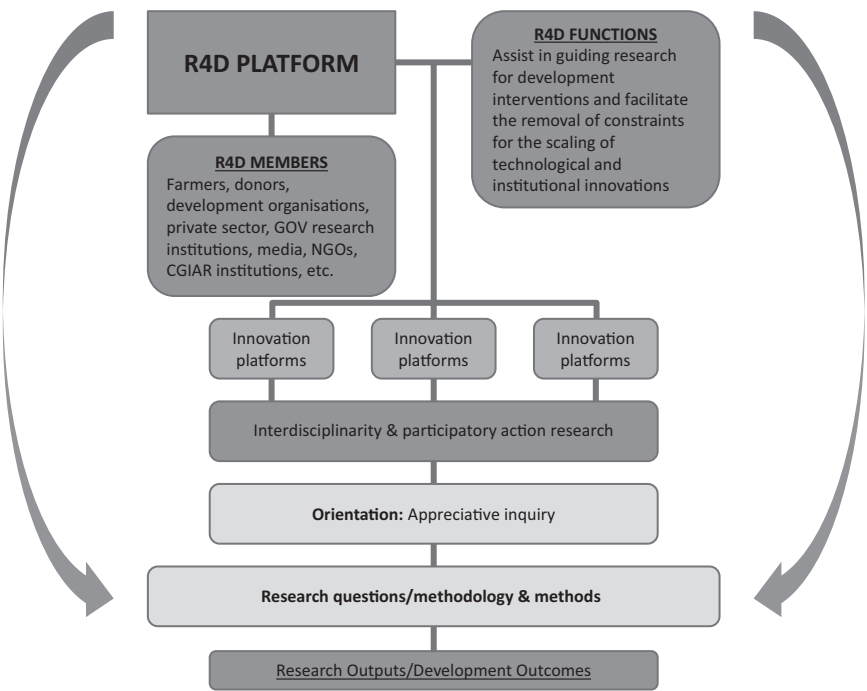 R4D PLATFORM
R4D FUNCTIONS
Assist in guiding research
for development
interventions and facilitate
the removal of constraints
for the scaling of
technological and
institutional innovations
R4D MEMBERS
Farmers, donors,
development organisations,
private sector, GOV research
institutions, media, NGOs,
CGIAR institutions, etc.
Innovation
platforms
Innovation
platforms
Innovation
platforms
Interdisciplinarity & participatory action research
Orientation: Appreciative inquiry
Research questions/methodology & methods
Research Outputs/Development Outcomes